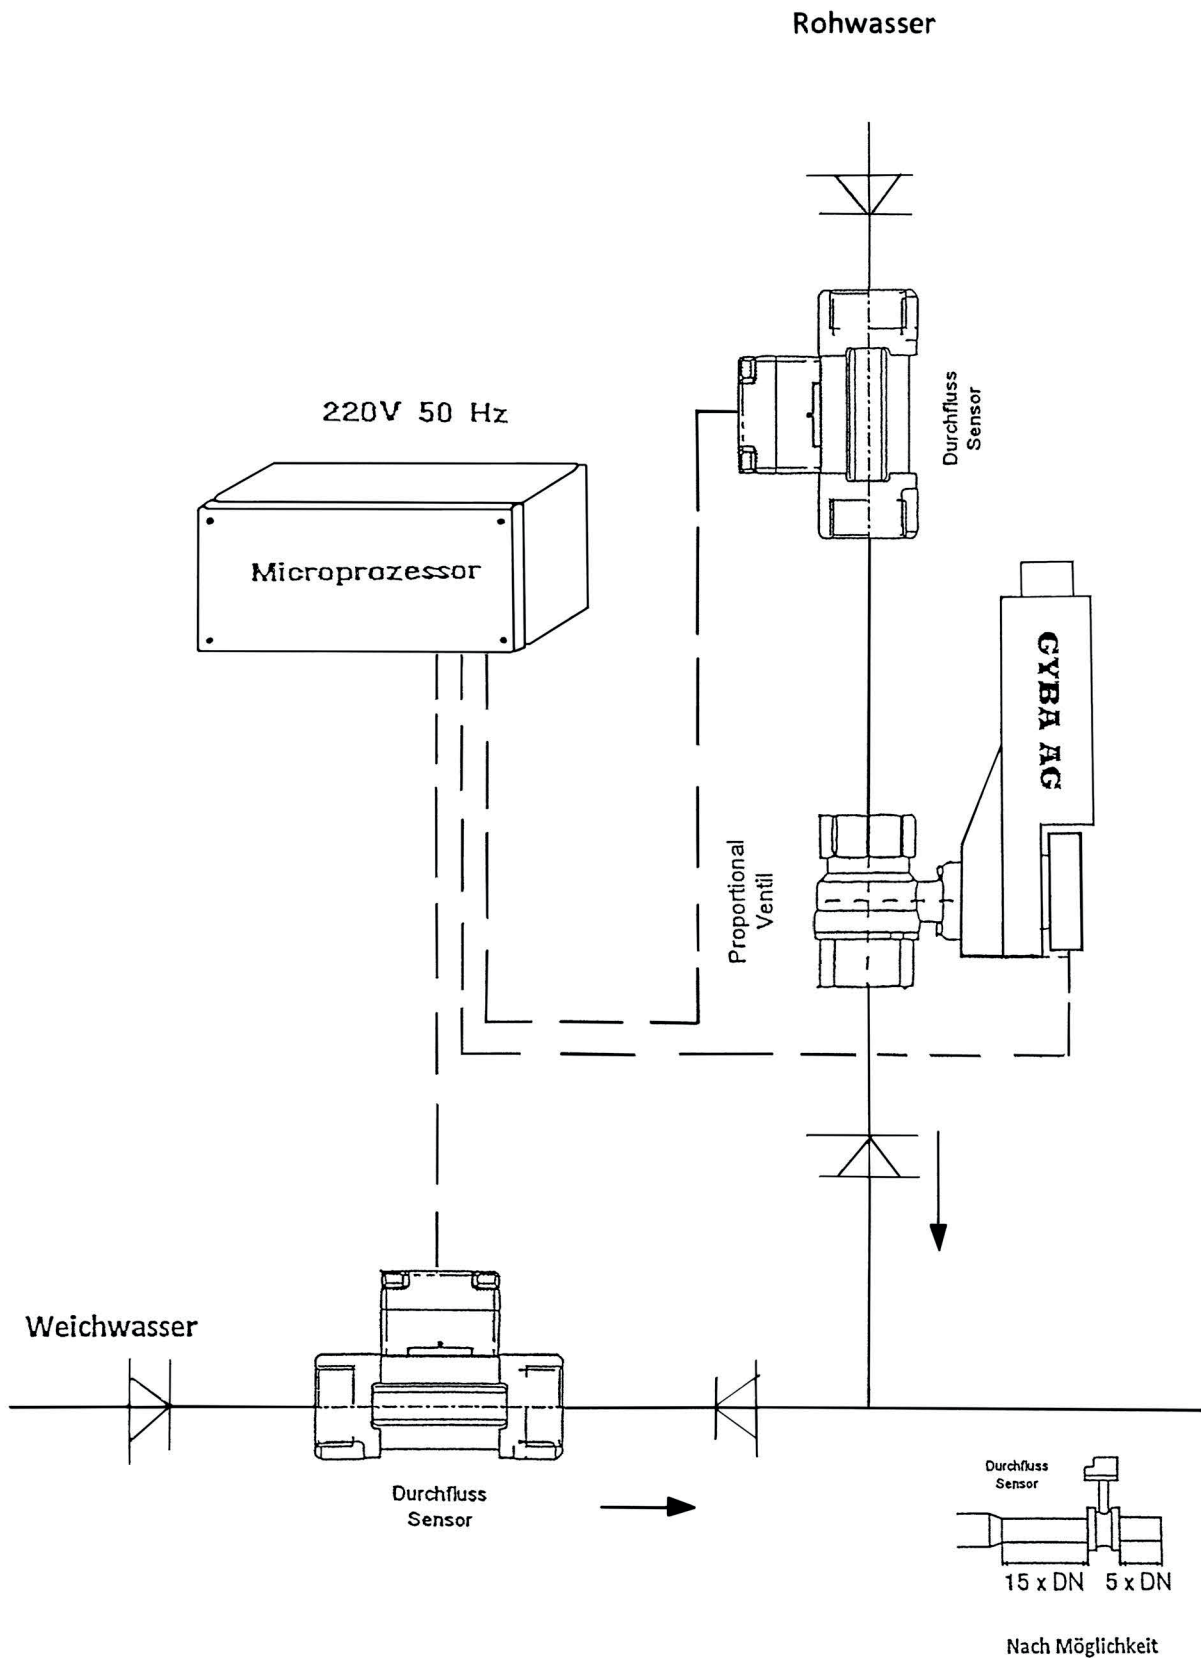 Rohwasser
220V 50 Hz
Durchfluss
Sensor
Microprozessor
GYBA AG
Proportional
Ventil
Weichwasser
Durchfluss
Sensor
Durchfluss
Sensor
15 x DN 5 x DN
Nach Möglichkeit